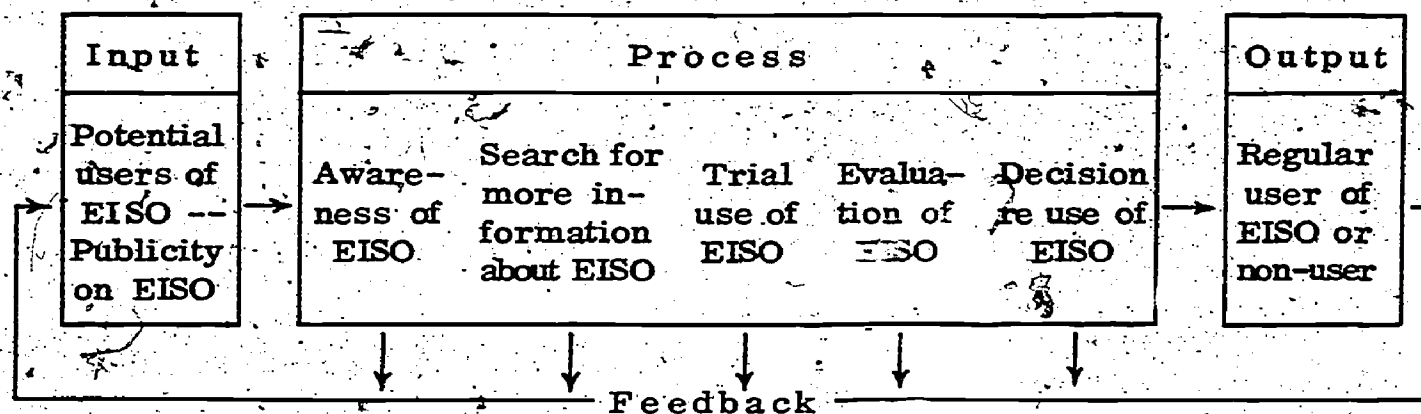 Input
Potential
users of
EISO --
Publicity
on EISO
Process
Aware-
ness of
EISO
Search for
more in-
formation
about EISO
Trial
use of
EISO
Evalua-
tion of
EISO
Decision
re use of
EISO
Output
Regular
user of
EISO or
non-user
Feedback